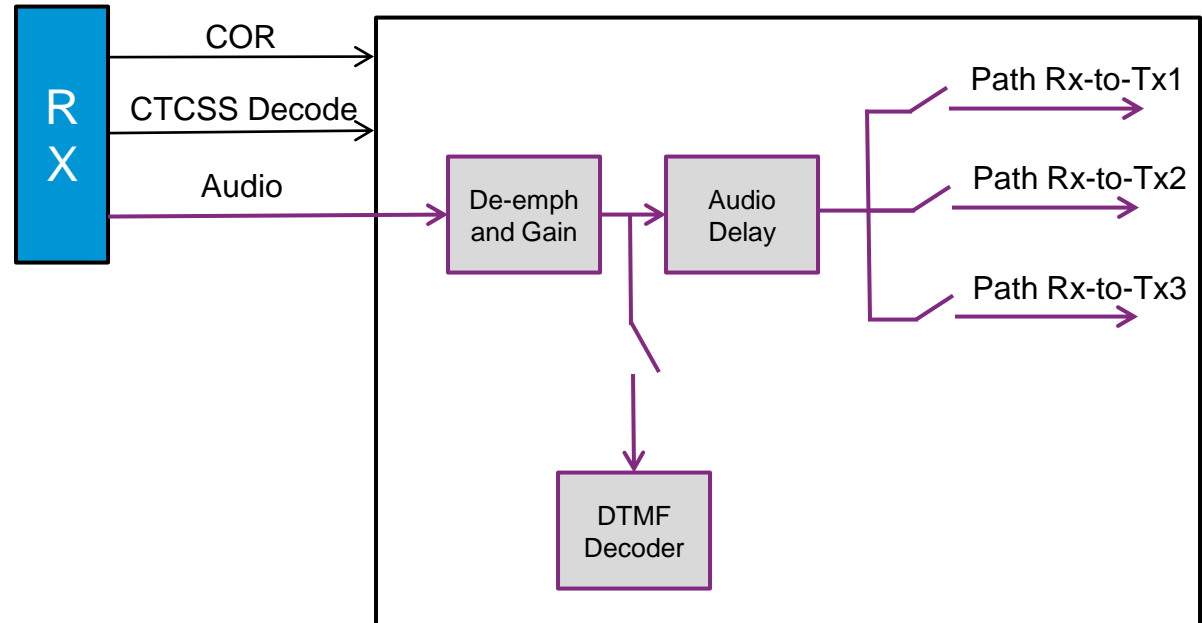 R
X
COR
CTCSS Decode
Audio
De-emph
and Gain
Audio
Delay
Path Rx-to-Tx1
Path Rx-to-Tx2
Path Rx-to-Tx3
DTMF
Decoder